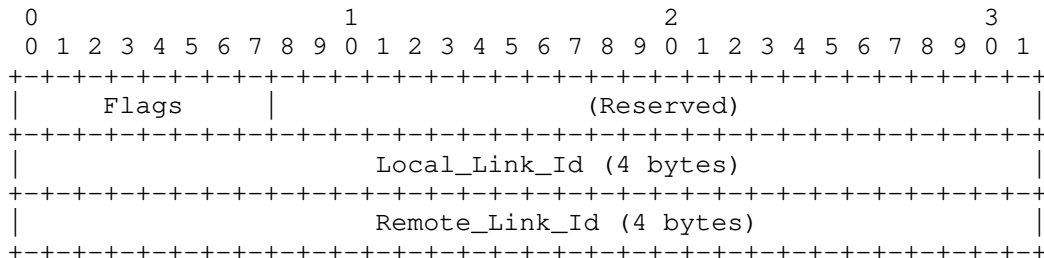 0                   1                   2                   3
 0 1 2 3 4 5 6 7 8 9 0 1 2 3 4 5 6 7 8 9 0 1 2 3 4 5 6 7 8 9 0 1
+-+-+-+-+-+-+-+-+-+-+-+-+-+-+-+-+-+-+-+-+-+-+-+-+-+-+-+-+-+-+-+-+
|     Flags     |                   (Reserved)                  |
+-+-+-+-+-+-+-+-+-+-+-+-+-+-+-+-+-+-+-+-+-+-+-+-+-+-+-+-+-+-+-+-+
|                      Local_Link_Id (4 bytes)                  |
+-+-+-+-+-+-+-+-+-+-+-+-+-+-+-+-+-+-+-+-+-+-+-+-+-+-+-+-+-+-+-+-+
|                      Remote_Link_Id (4 bytes)                 |
+-+-+-+-+-+-+-+-+-+-+-+-+-+-+-+-+-+-+-+-+-+-+-+-+-+-+-+-+-+-+-+-+